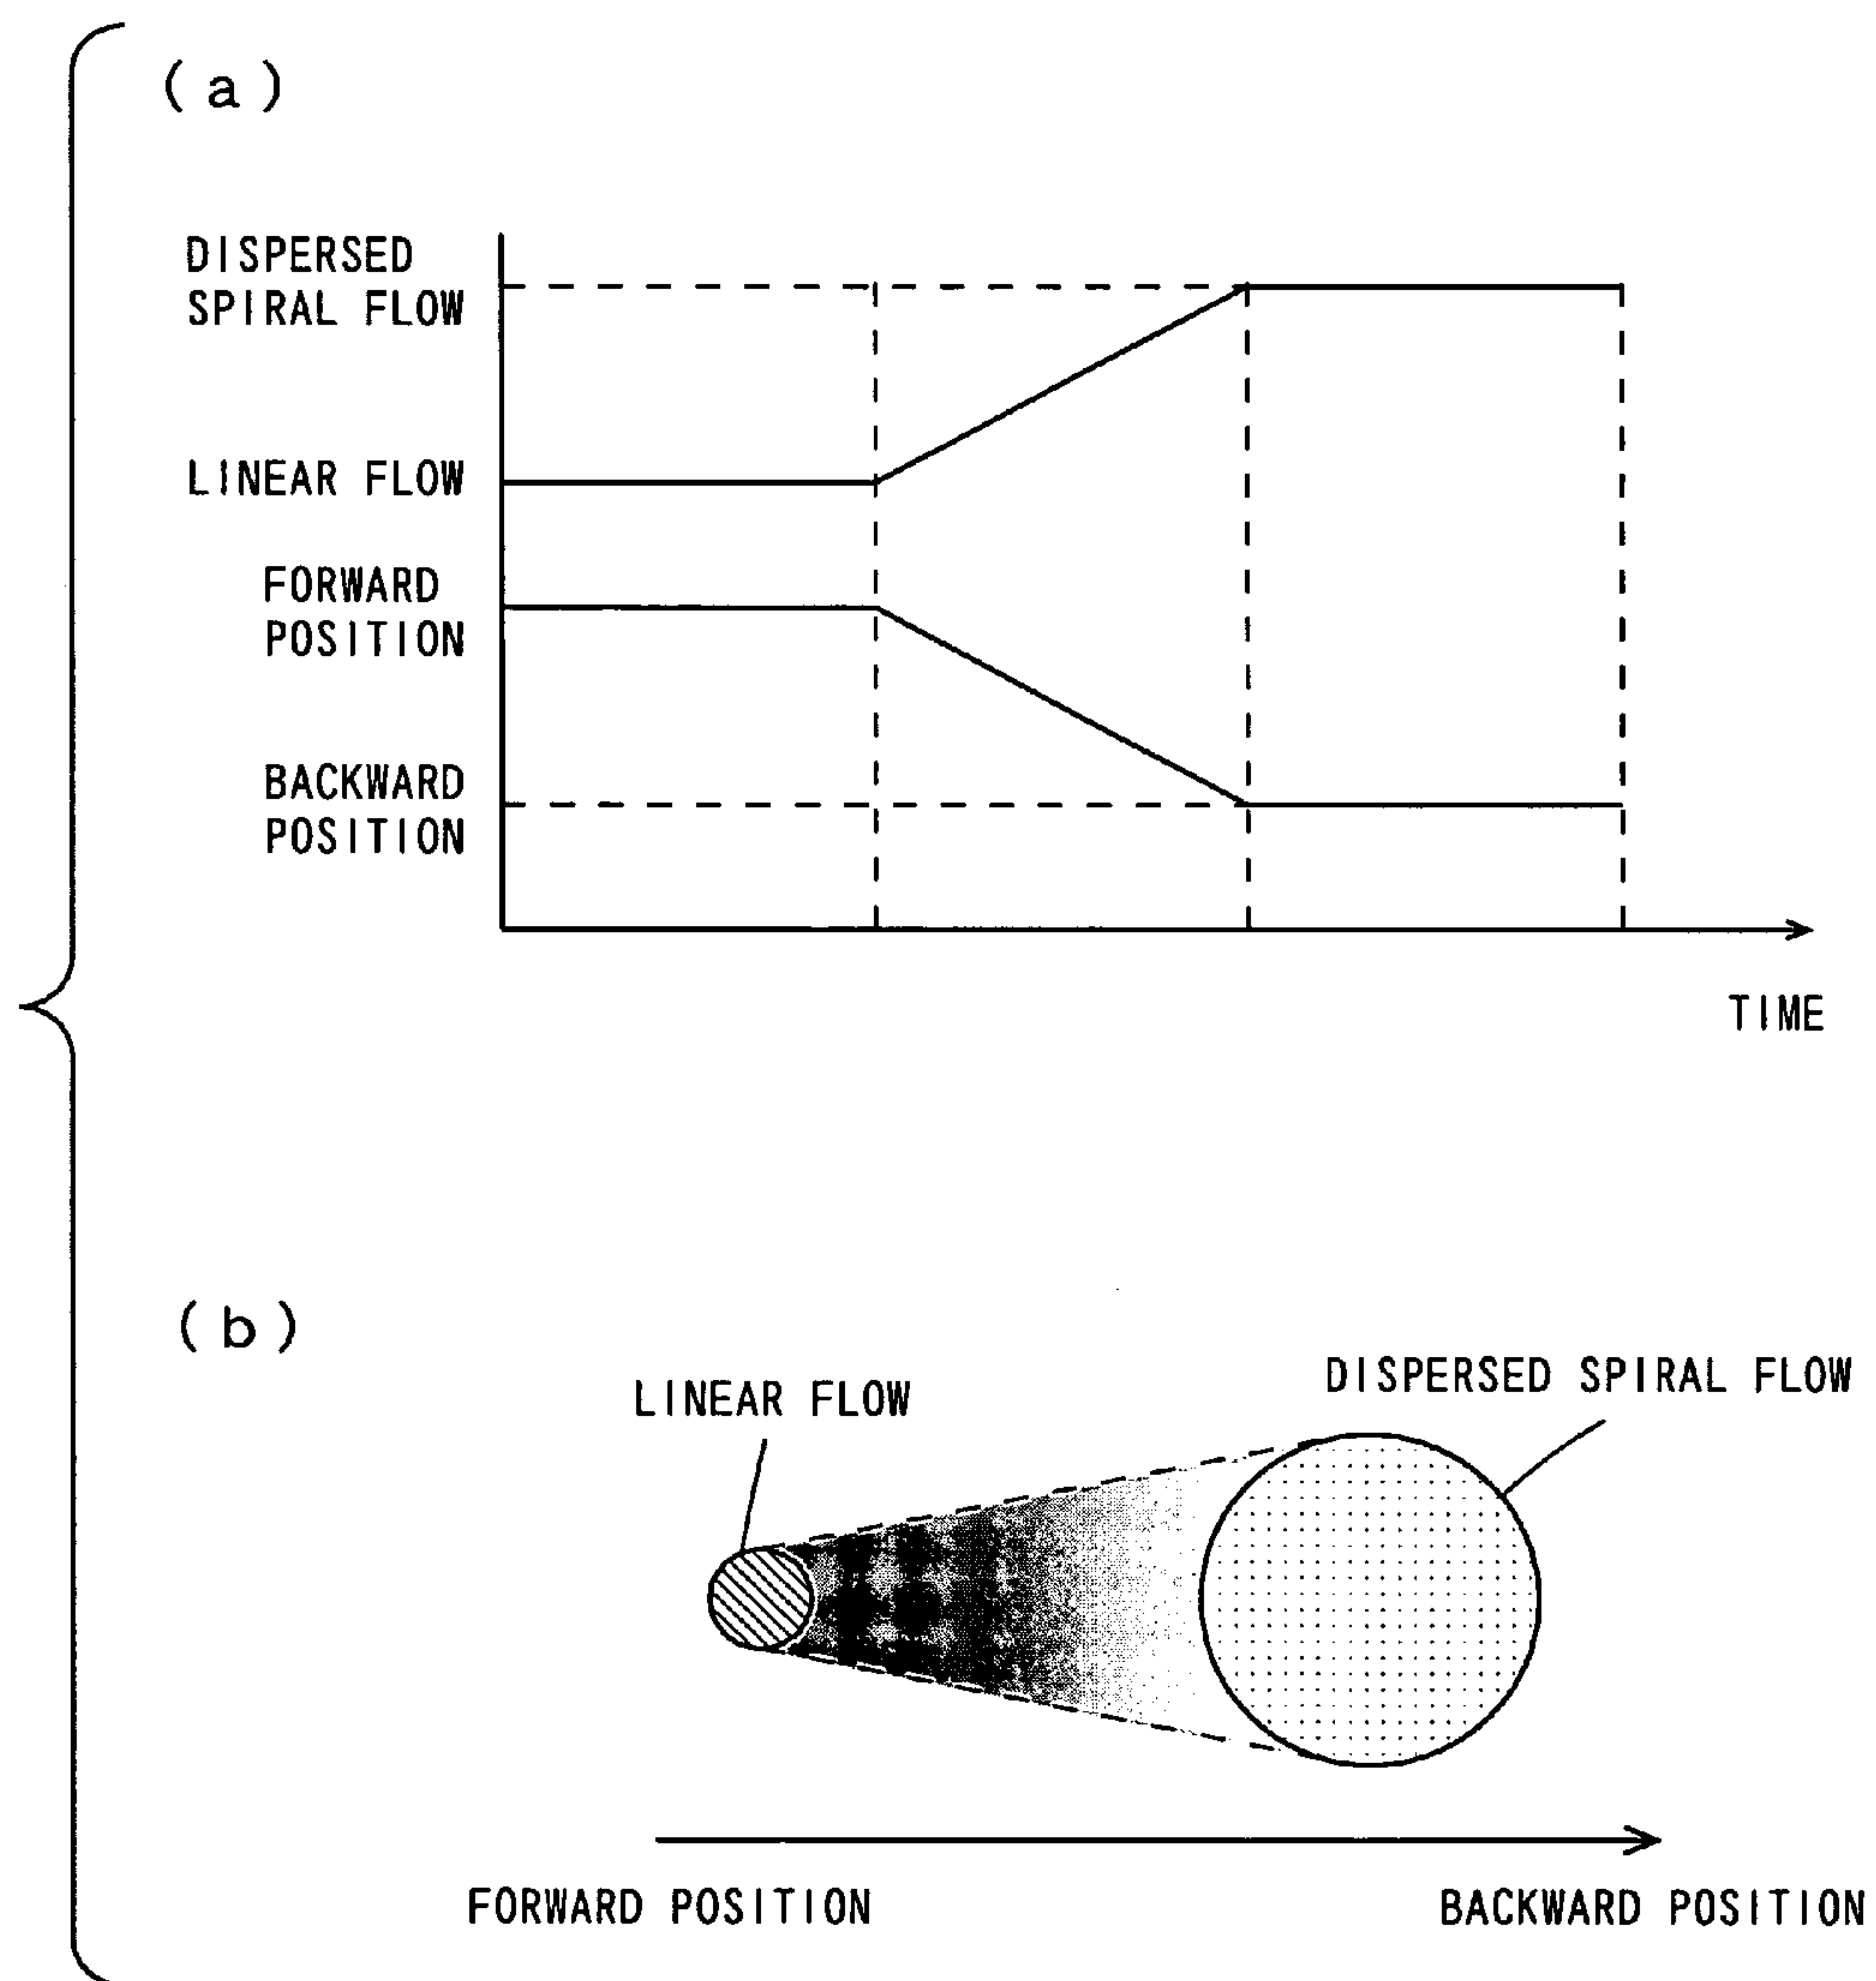 (a)
DISPERSED
SPIRAL FLOW
LINEAR FLOW
FORWARD
POSITION
BACKWARD
POSITION
TIME
(b)
LINEAR FLOW
DISPERSED SPIRAL FLOW
FORWARD POSITION
BACKWARD POSITION